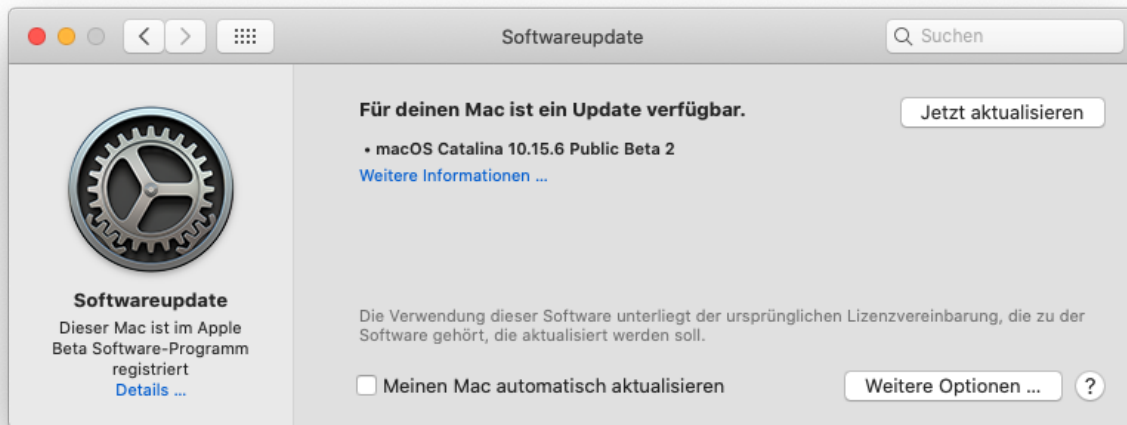 Softwareupdate
Suchen
Für deinen Mac ist ein Update verfügbar.
Jetzt aktualisieren
• macOS Catalina 10.15.6 Public Beta 2
Weitere Informationen ...
Softwareupdate
Dieser Mac ist im Apple
Beta Software-Programm
registriert
Details ...
Die Verwendung dieser Software unterliegt der ursprünglichen Lizenzvereinbarung, die zu der
Software gehört, die aktualisiert werden soll.
Meinen Mac automatisch aktualisieren
Weitere Optionen ...
?